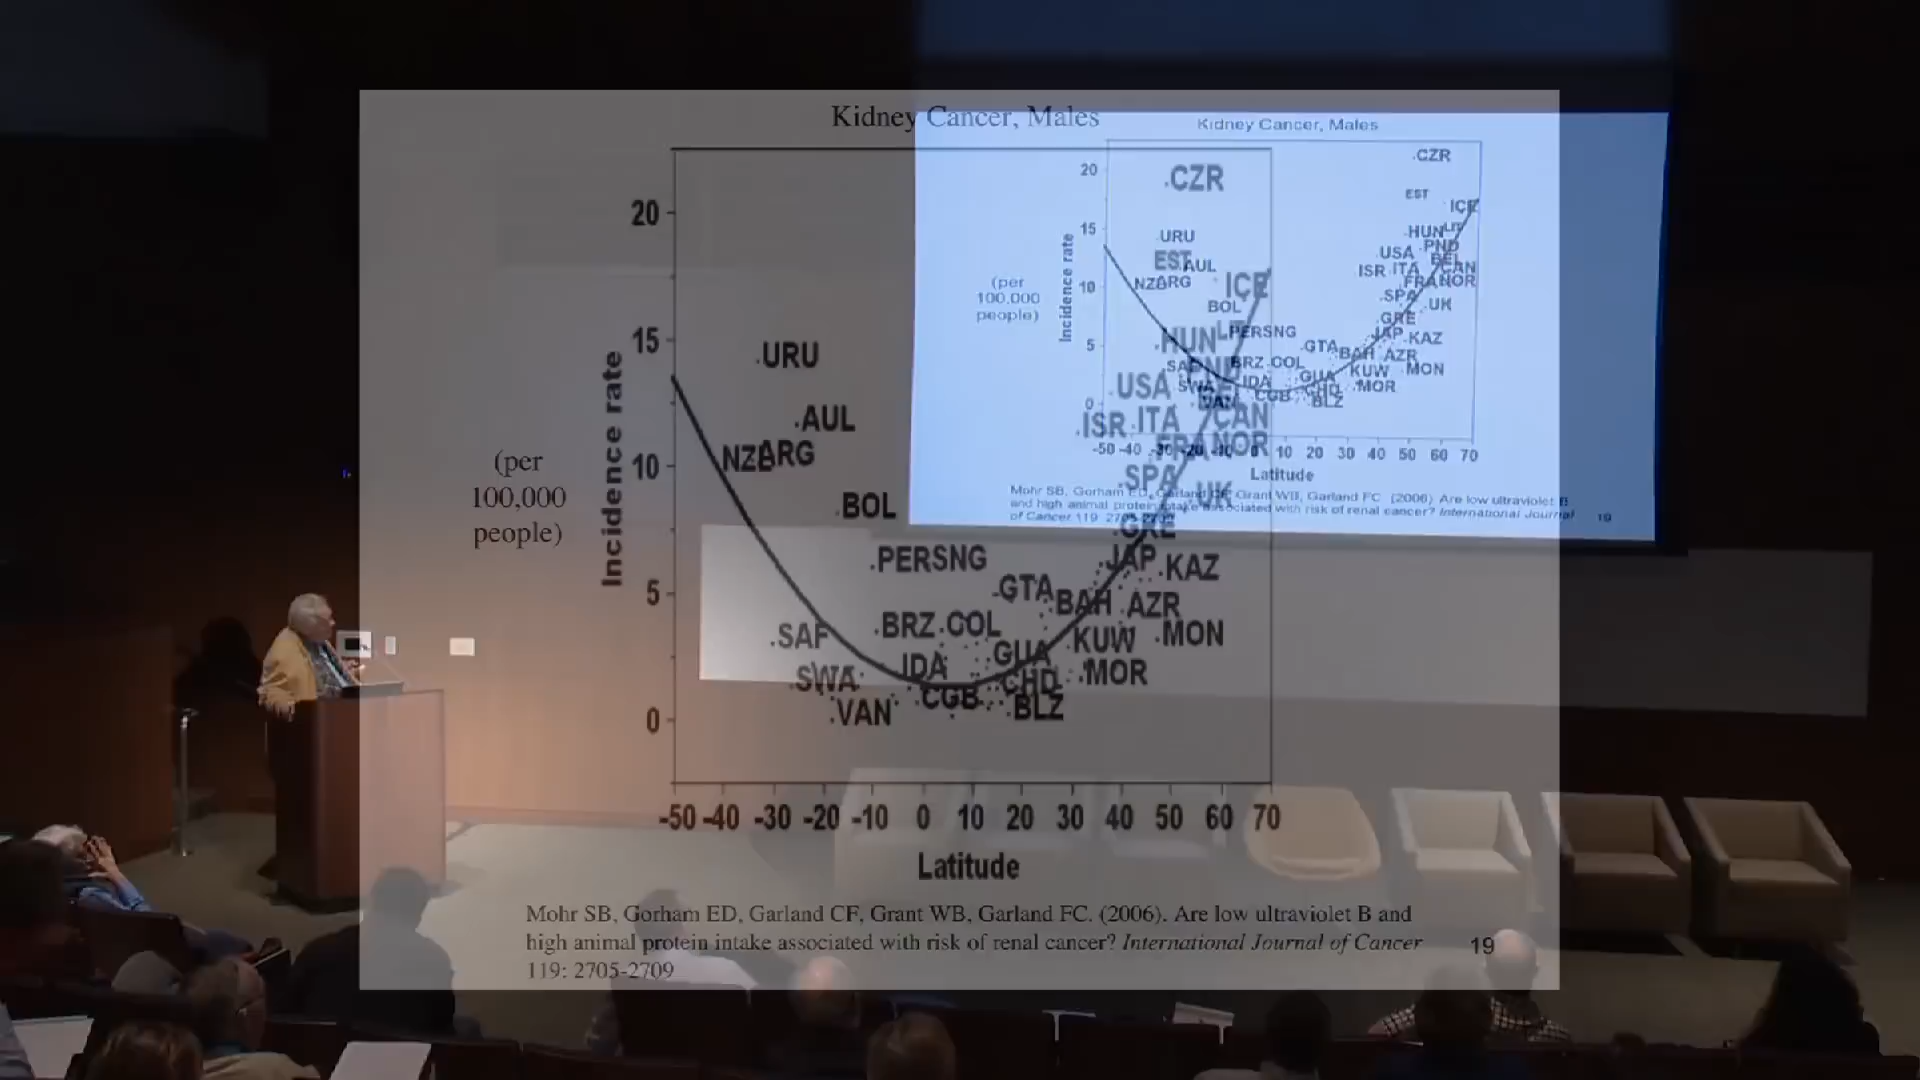 Kidney Cancer, Males
CZR
20
15
URU
EST
ICE
AUL
HUN
LIT
PND
USA
BEL
NZL ARG
10
ISR ITA CAN
FRA NOR
SPA
BOL
UK
GRE
PERSNG
JAP KAZ
5
GTA
BAH AZR
BRZ COL
SAF
KUW MON
IDA GUA
SWA
CHD MOR
CGB
VAN
BLZ
0
(per
100,000
people)
Incidence rate
-50 -40 -30 -20 -10 0 10 20 30 40 50 60 70
Latitude
Mohr SB, Gorham ED, Garland CF, Grant WB, Garland FC. (2006). Are low ultraviolet B and
high animal protein intake associated with risk of renal cancer? International Journal of Cancer
119: 2705-2709
19
Kidney Cancer, Males
CZR
20
EST
ICE
15
URU
HUN LIT
PND
AUL
USA
BEL
ISR ITA CAN
NZL ARG
FRA NOR
10
(per
100,000
people)
Incidence rate
SPA
UK
BOL
GRE
PERSNG
JAP KAZ
5
GTA
BAH AZR
BRZ COL
SAF
KUW MON
IDA
GUA
SWA
CHD MOR
CGB
VAN
BLZ
0
-50 -40 -30 -20 -10 0 10 20 30 40 50 60 70
Latitude
Mohr SB, Gorham ED, Garland CF, Grant WB, Garland FC. (2006). Are low ultraviolet B
and high animal protein intake associated with risk of renal cancer? International Journal
of Cancer 119: 2705-2709
19